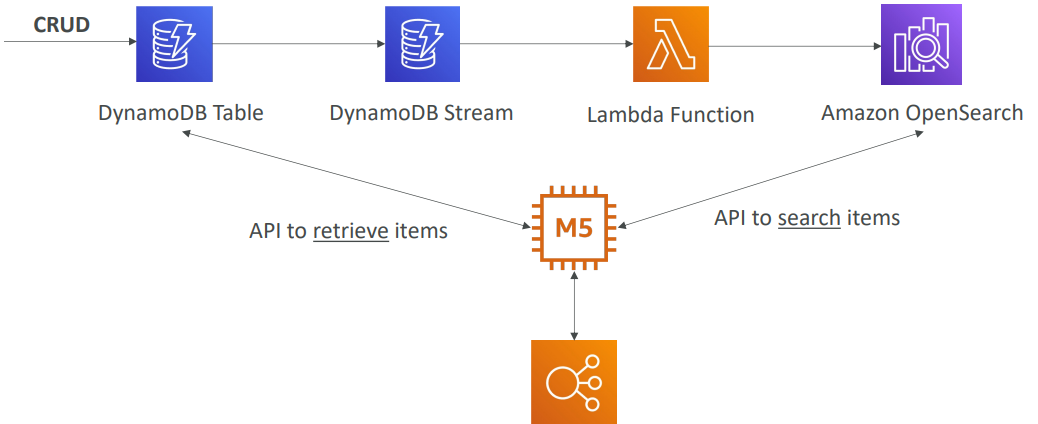 CRUD
DynamoDB Table
DynamoDB Stream
Lambda Function
Amazon OpenSearch
API to retrieve items
M5
API to search items